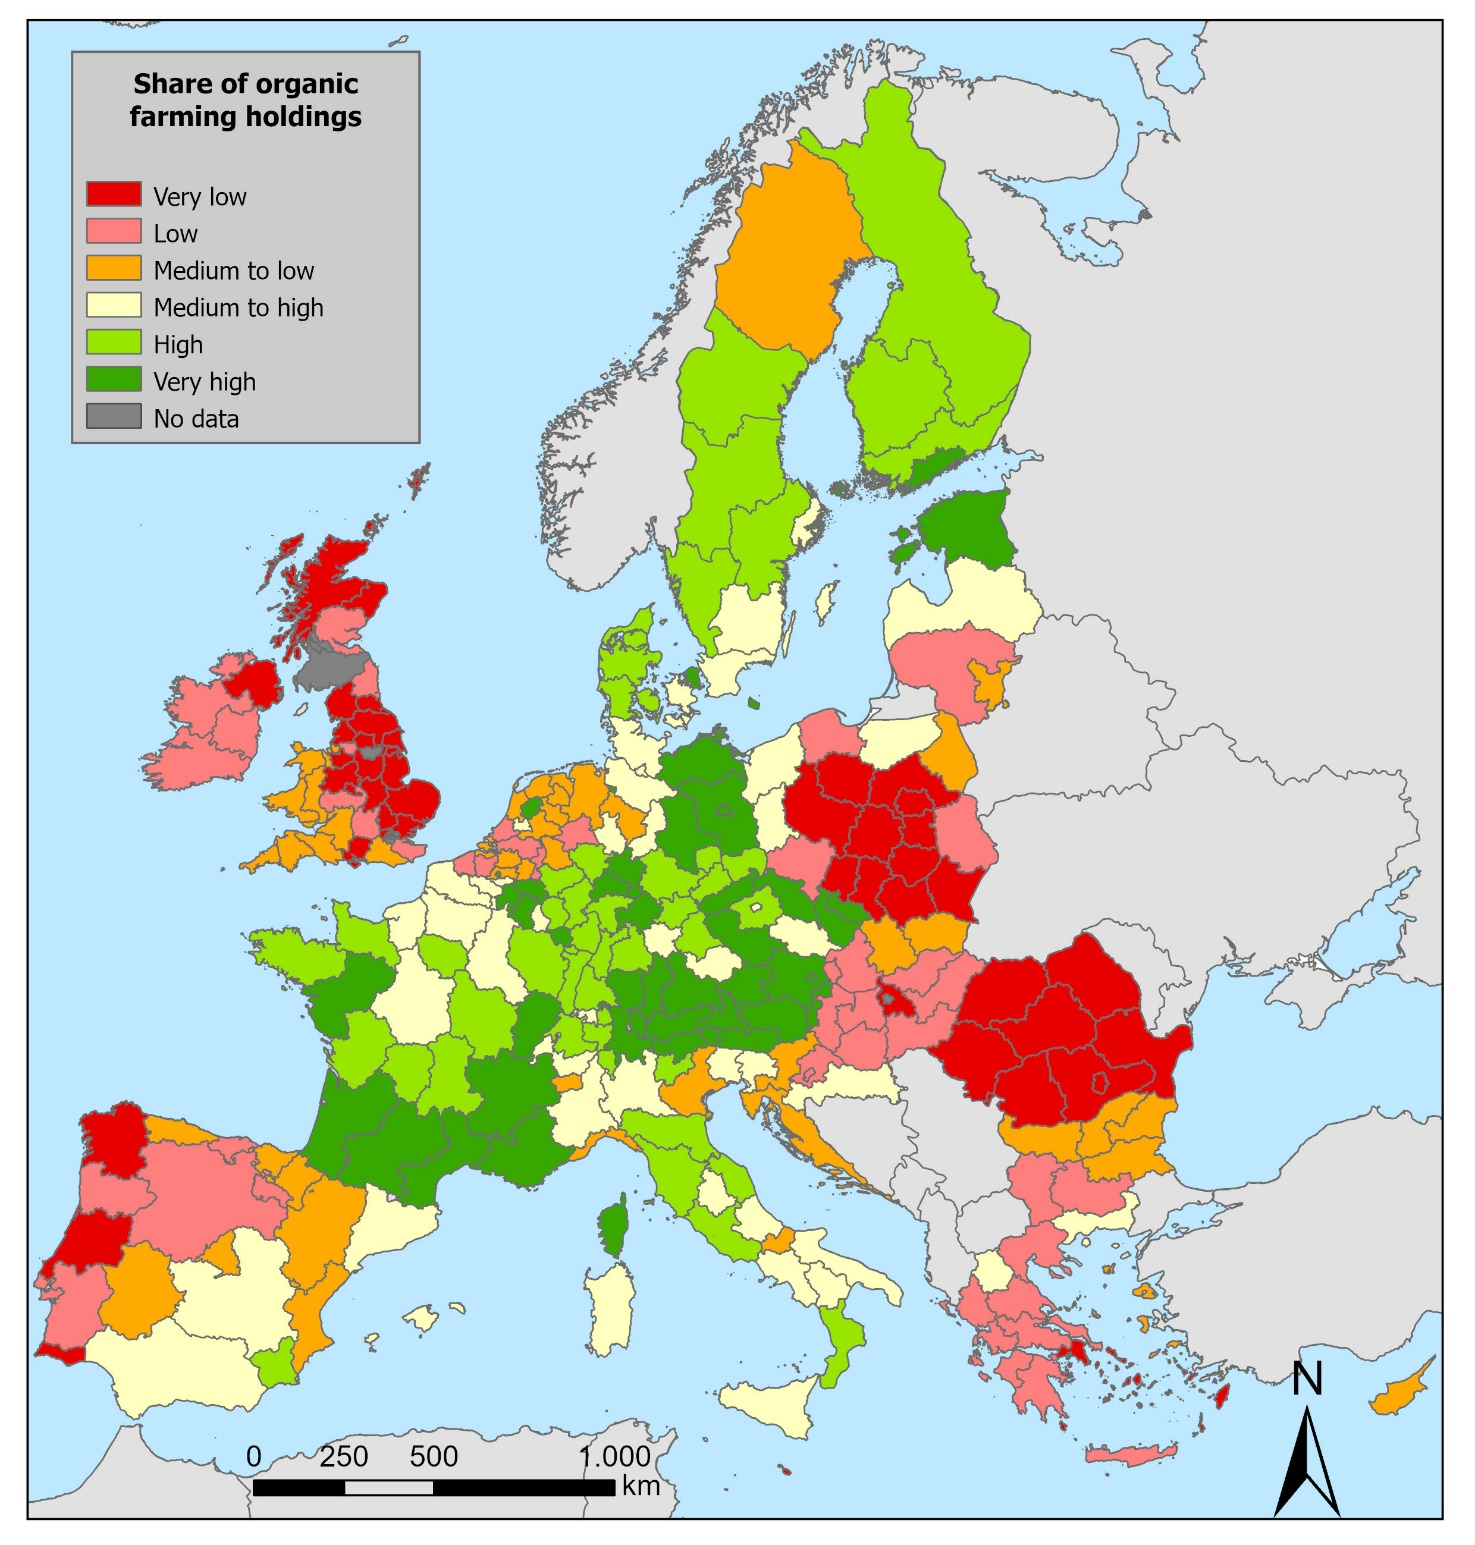 Share of organic
farming holdings
Very low
Low
Medium to low
Medium to high
High
Very high
No data
N
0 250 500 1.000
km